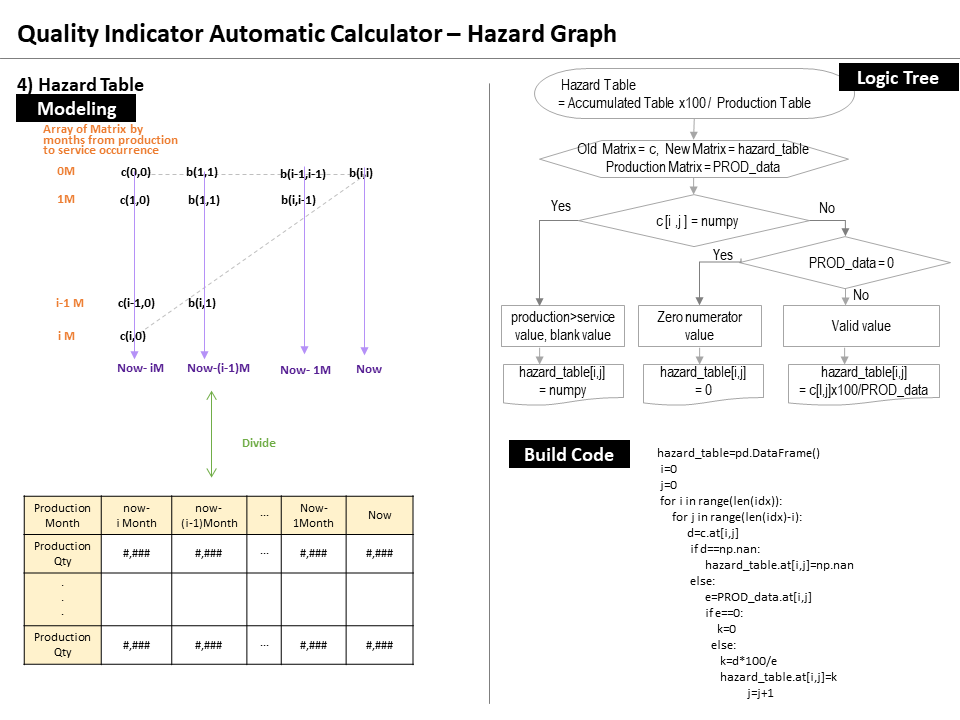 Quality Indicator Automatic Calculator – Hazard Graph
4) Hazard Table
Modeling
Array of Matrix by
months from production
to service occurrence
0M
c(0,0)
b(1,1)
b(i-1,i-1)
b(i,i)
1M
c(1,0)
b(1,1)
b(i,i-1)
i-1 M
c(i-1,0)
b(i,1)
i M
c(i,0)
Now- iM
Now-(i-1)M
Now- 1M
Now
Divide
Production
Month
now-
i Month
now-
(i-1)Month
...
Now-
1Month
Now
Production
Qty
#,###
#,###
...
#,###
#,###
.
.
.
Production
Qty
#,###
#,###
...
#,###
#,###
Logic Tree
Hazard Table
= Accumulated Table x100 / Production Table
Old Matrix = c, New Matrix = hazard_table
Production Matrix = PROD_data
Yes
c [i ,j ] = numpy
No
Yes
PROD_data = 0
No
production>service
value, blank value
Zero numerator
value
Valid value
hazard_table[i,j]
= numpy
hazard_table[i,j]
= 0
hazard_table[i,j]
= c[I,j]x100/PROD_data
Build Code
hazard_table=pd.DataFrame()
i=0
j=0
for i in range(len(idx)):
for j in range(len(idx)-i):
d=c.at[i,j]
if d==np.nan:
hazard_table.at[i,j]=np.nan
else:
e=PROD_data.at[i,j]
if e==0:
k=0
else:
k=d*100/e
hazard_table.at[i,j]=k
j=j+1